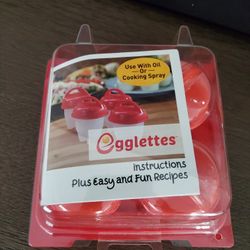 Use With Oil
Or
Cooking Spray
egglettes
instructions
Plus Easy and Fun Recipes